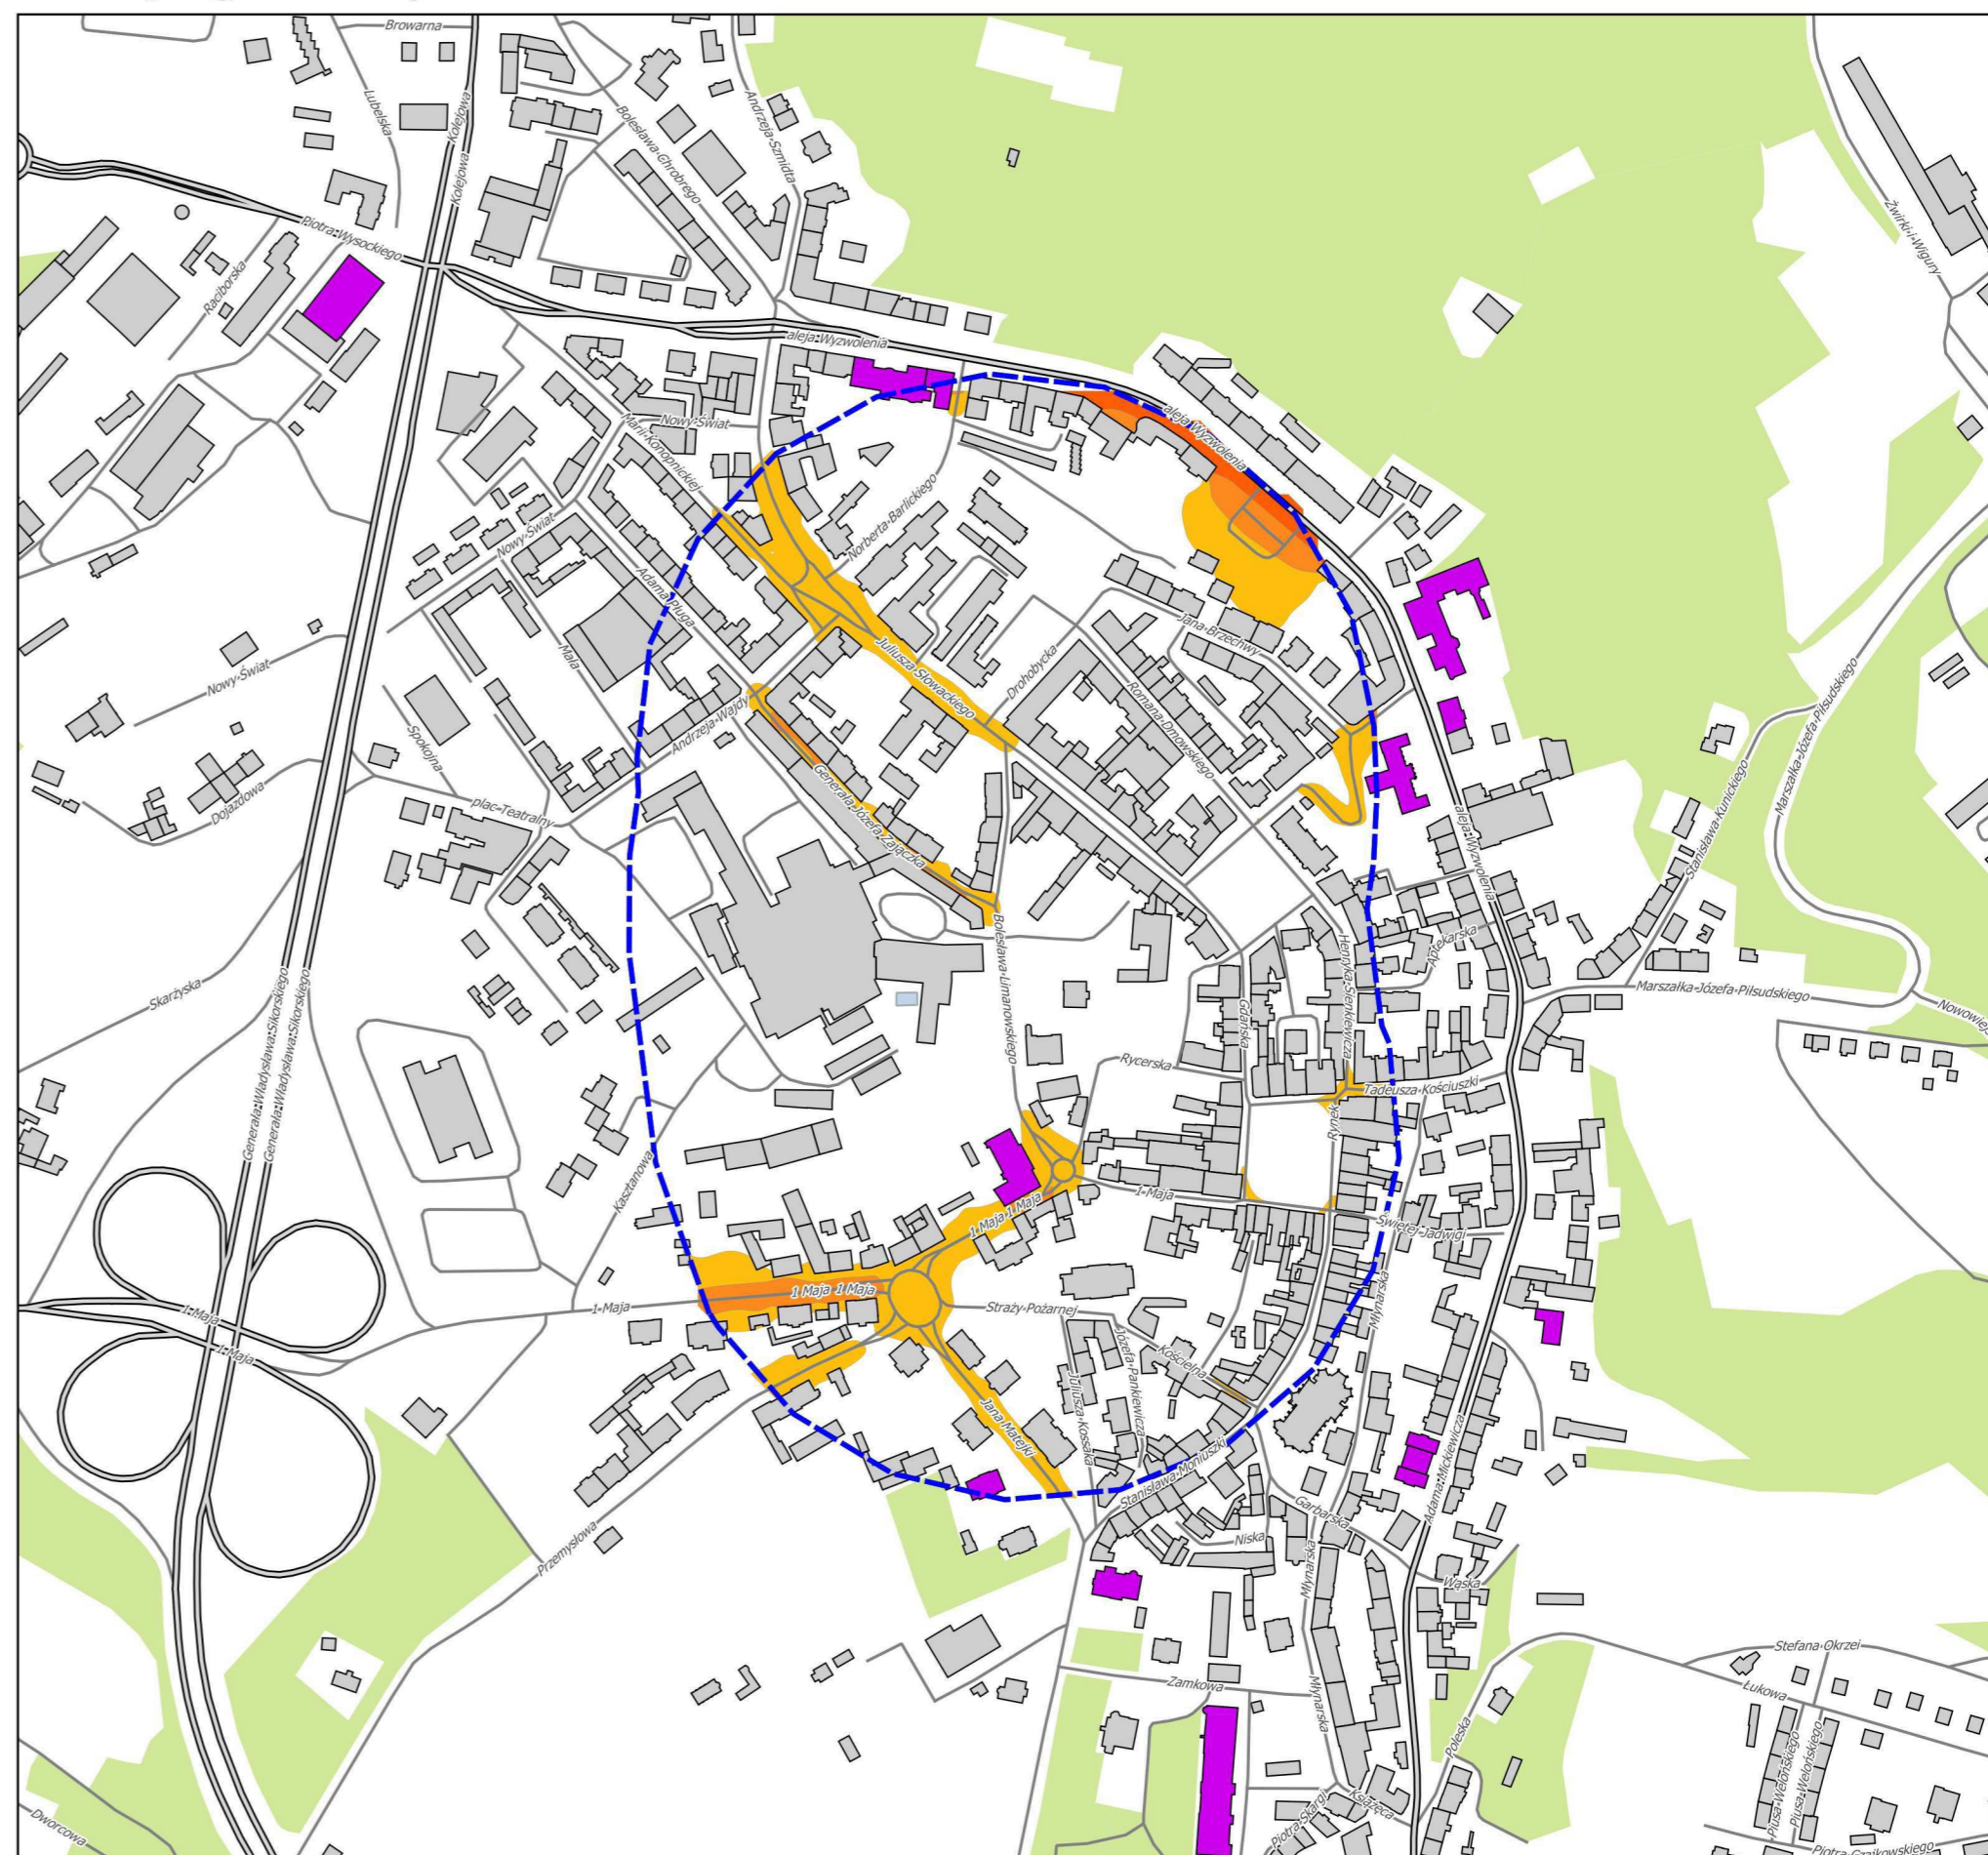 Browarna
Lubelska
Kolejowa
Kolejowa
Bolesława Chrobrego
Andrzeja Szmidta
Żwirki i Wigury
Piotra Wysockiego
Raciborska
aleja Wyzwolenia
Nowy Świat
Marii Konopnickiej
aleja Wyzwolenia
Norberta Barlickiego
Nowy Świat
Adama Pługa
Jana Brzechwy
Mała
Juliusza Słowackiego
Drohobycka
Romana Dmowskiego
Nowy Świat
Andrzeja Wajdy
Spokojna
Marszałka Józefa Piłsudskiego
Stanisława Kunickiego
Dojazdowa
plac Teatralny
Generała Józefa Zajączka
aleja Wyzwolenia
Bolesława Limanowskiego
Henryka Sienkiewicza
Aptekarska
Skarżyska
Generała Władysława Sikorskiego
Generała Władysława Sikorskiego
Gdańska
Marszałka Józefa Piłsudskiego
Rycerska
Tadeusza Kościuszki
Rynek
Kasztanowa
1 Maja
1 Maja
1 Maja
Świętej Jadwigi
1 Maja
1 Maja
1 Maja
1 Maja
1 Maja
Straży Pożarnej
Młynarska
Kościelna
Józefa Pankiewicza
Juliusza Kossaka
Jana Matejki
Stanisława Moniuszki
Adama Mickiewicza
Garbarska
Niska
Przemysłowa
Młynarska
Wąska
Zamkowa
Młynarska
Stefana Okrzei
Łukowa
Poleska
Piusa Welońskiego
Piusa Welońskiego
Książęca
Piotra Skargi
Dworcowa